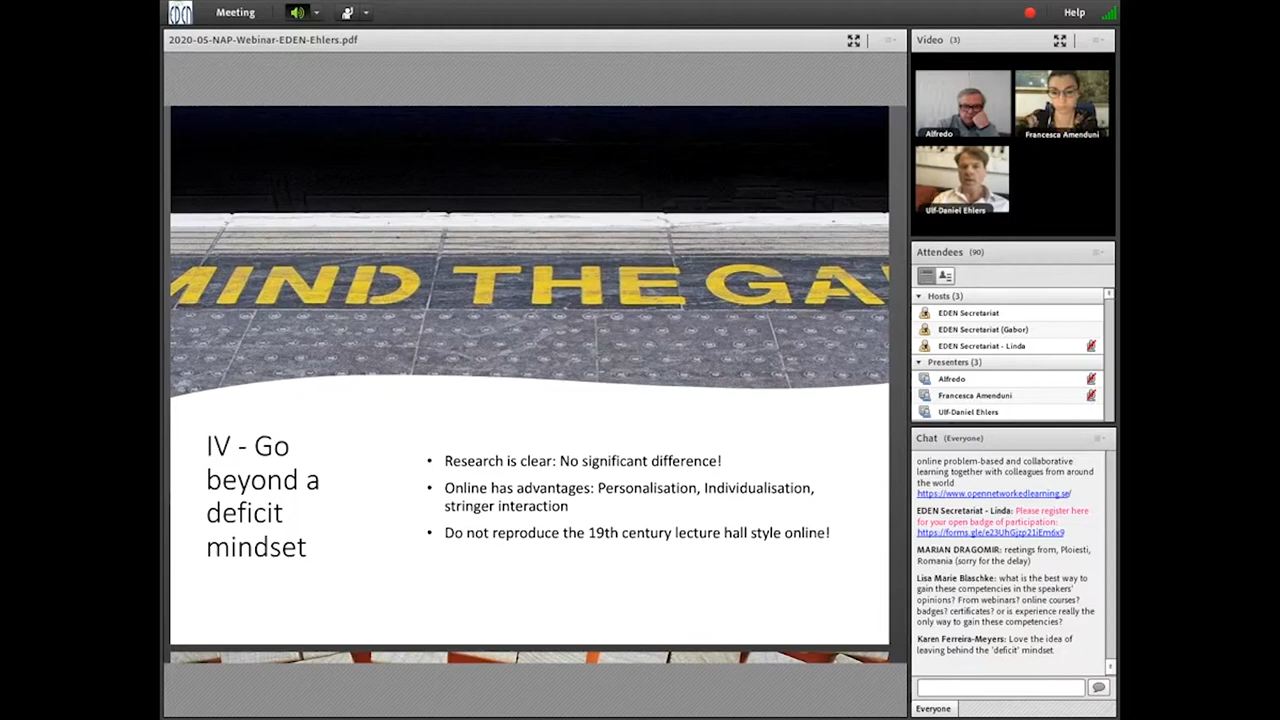 EDEN
Meeting
Help
2020-05-NAP-Webinar-EDEN-Ehlers.pdf
MIND THE GA
IV - Go
beyond a
deficit
mindset
• Research is clear: No significant difference!
• Online has advantages: Personalisation, Individualisation,
stringer interaction
• Do not reproduce the 19th century lecture hall style online!
Video (3)
Alfredo
Francesca Amenduni
Ulf-Daniel Ehlers
Attendees (90)
Hosts (3)
EDEN Secretariat
EDEN Secretariat (Gabor)
EDEN Secretariat - Linda
Presenters (3)
Alfredo
Francesca Amenduni
Ulf-Daniel Ehlers
Chat (Everyone)
online problem-based and collaborative
learning together with colleagues from around
the world
https://www.opennetworkedlearning.se/
EDEN Secretariat - Linda: Please register here
for your open badge of participation:
https://forms.gle/e23UhGjzp21iEm6x9
MARIAN DRAGOMIR: reetings from, Ploiesti,
Romania (sorry for the delay)
Lisa Marie Blaschke: what is the best way to
gain these competencies in the speakers'
opinions? From webinars? online courses?
badges? certificates? or is experience really the
only way to gain these competencies?
Karen Ferreira-Meyers: Love the idea of
leaving behind the 'deficit' mindset
Everyone